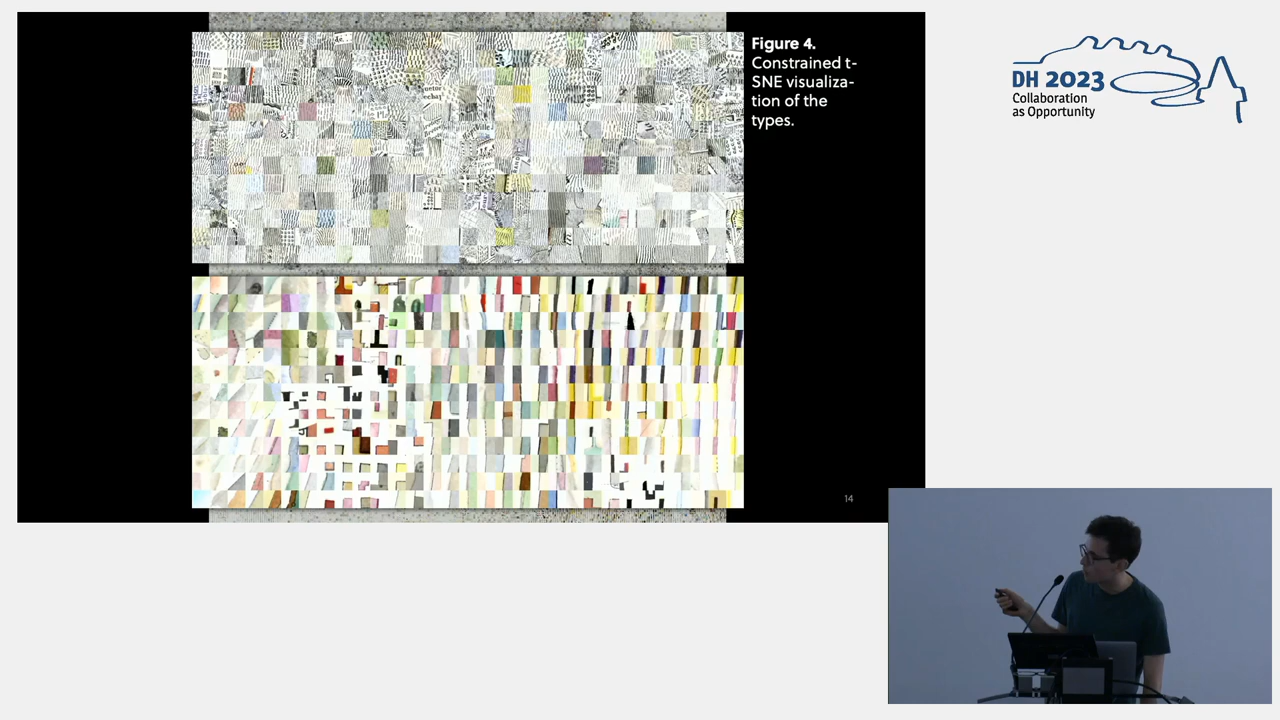 Figure 4.
Constrained t-
SNE visualiza-
tion of the
types.
14
DH 2023
Collaboration
as Opportunity